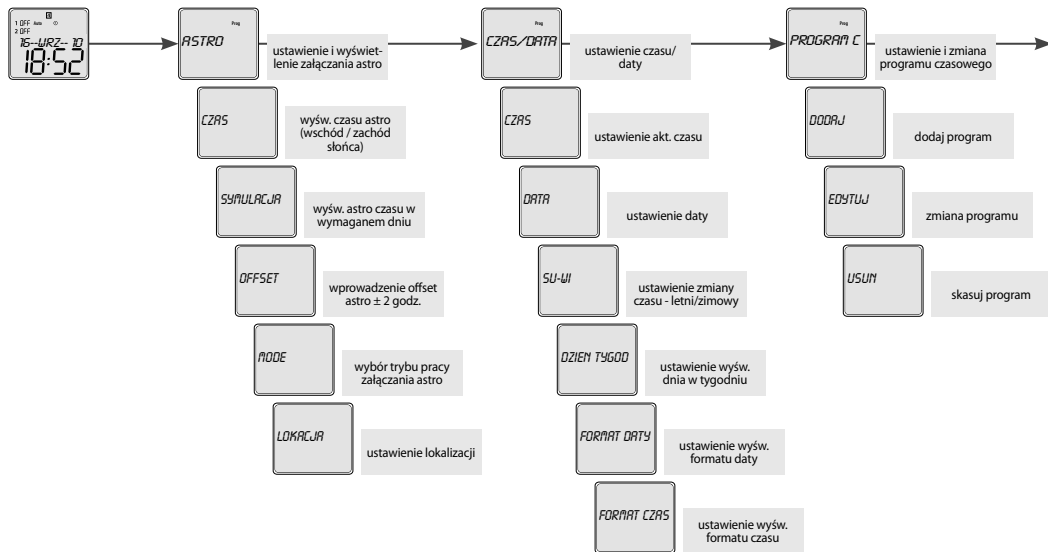 1 OFF Auto
2 OFF
16--WRZ-- 10
18:52
Prog
ASTRO
ustawienie i wyświet-
lenie załączania astro
CZAS
wyśw. czasu astro
(wschód / zachód
słońca)
SYMULACJA
wyśw. astro czasu w
wymaganem dniu
OFFSET
wprowadzenie offset
astro ± 2 godz.
MODE
wybór trybu pracy
załączania astro
LOKACJA
ustawienie lokalizacji
Prog
CZAS/DATA
ustawienie czasu/
daty
CZAS
ustawienie akt. czasu
DATA
ustawienie daty
SU-WI
ustawienie zmiany
czasu - letni/zimowy
DZIEN TYGOD
ustawienie wyśw.
dnia w tygodniu
FORMAT DATY
ustawienie wyśw.
formatu daty
FORMAT CZAS
ustawienie wyśw.
formatu czasu
Prog
PROGRAM C
ustawienie i zmiana
programu czasowego
DODAJ
dodaj program
EDYTUJ
zmiana programu
USUN
skasuj program